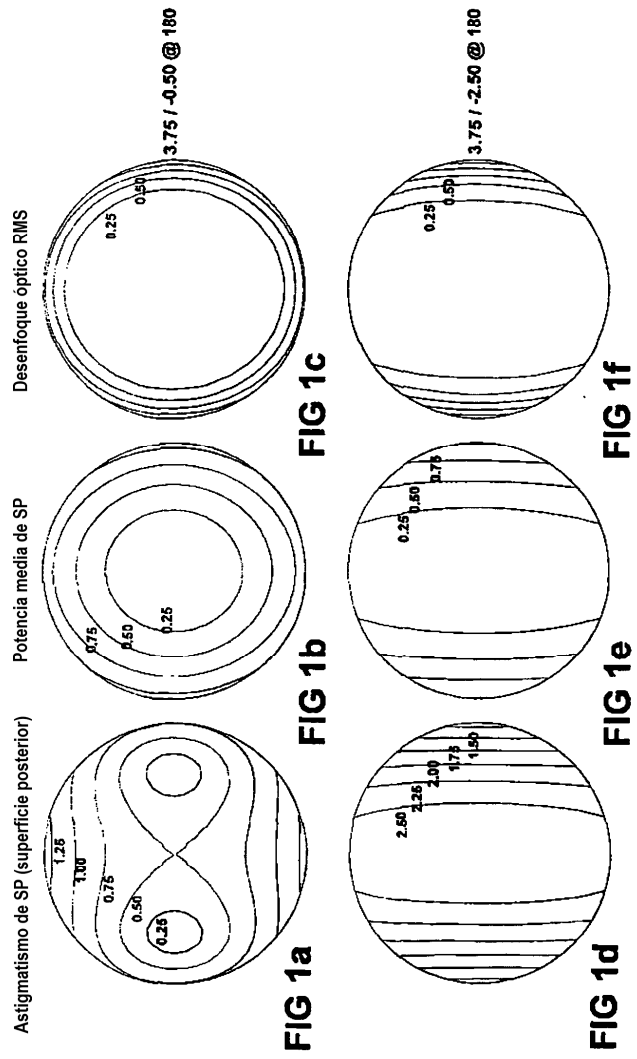 Astigmatismo de SP (superficie posterior)
Potencia media de SP
Desenfoque óptico RMS
1.25
1.00
0.75
0.50
0.25
FIG 1a
0.75
0.50
0.25
FIG 1b
0.25
0.50
FIG 1c
3.75 / -0.50 @ 180
2.50
2.25
2.00
1.75
1.50
FIG 1d
0.25
0.50
0.75
FIG 1e
0.25
0.50
FIG 1f
3.75 / -2.50 @ 180